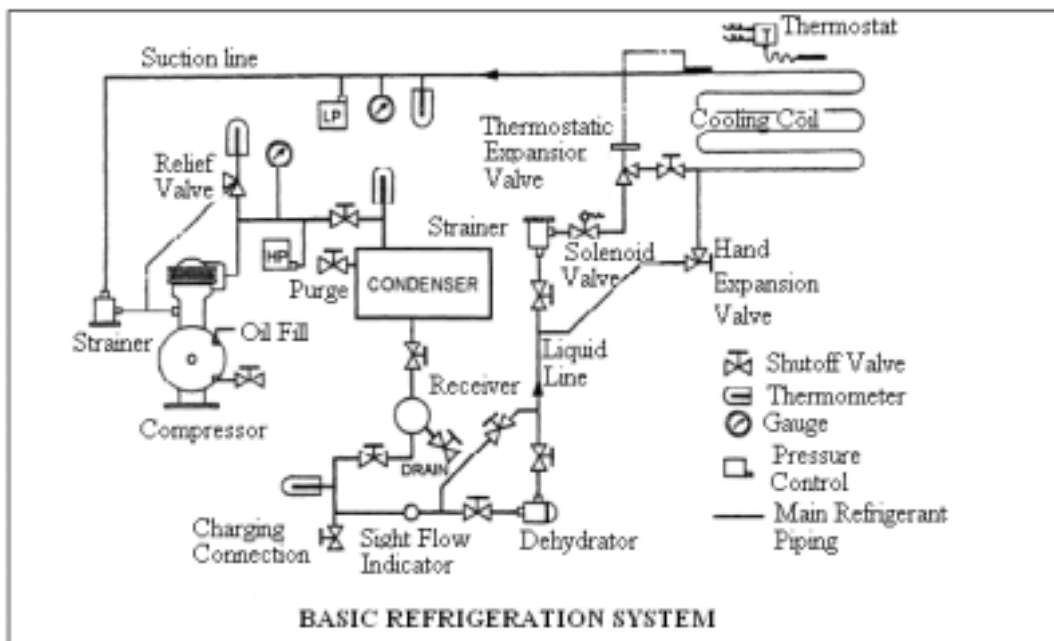 Thermostat
T
Suction line
LP
Cooling Coil
Thermostatic
Expansion
Valve
Relief
Valve
Strainer
HP
Solenoid
Valve
Hand
Expansion
Valve
Purge
CONDENSER
Strainer
Oil Fill
Liquid
Line
Shutoff Valve
Receiver
Thermometer
Compressor
Gauge
DRAIN
Pressure
Control
Charging
Connection
Sight Flow
Indicator
Dehydrator
Main Refrigerant
Piping
BASIC REFRIGERATION SYSTEM